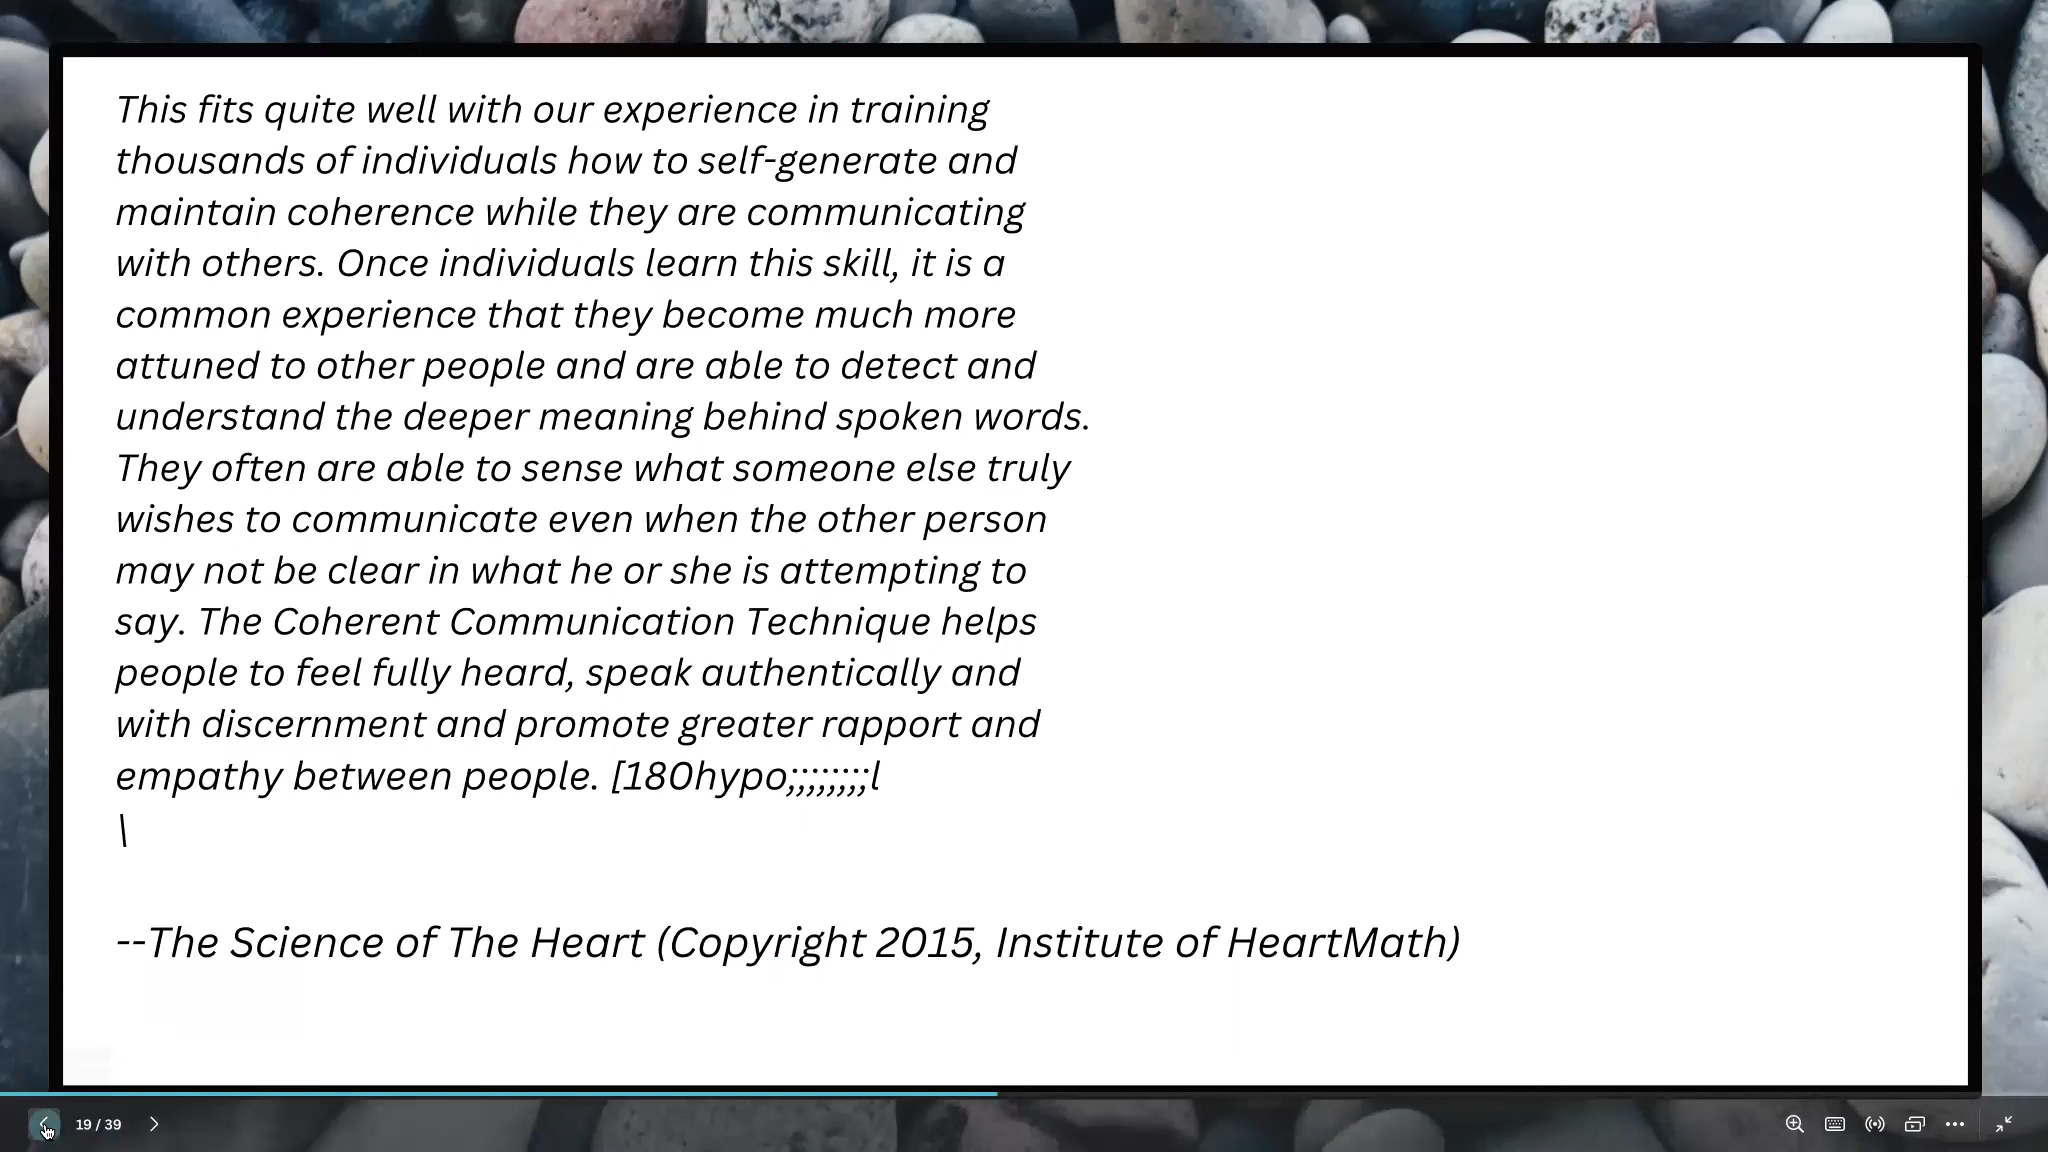 This fits quite well with our experience in training
thousands of individuals how to self-generate and
maintain coherence while they are communicating
with others. Once individuals learn this skill, it is a
common experience that they become much more
attuned to other people and are able to detect and
understand the deeper meaning behind spoken words.
They often are able to sense what someone else truly
wishes to communicate even when the other person
may not be clear in what he or she is attempting to
say. The Coherent Communication Technique helps
people to feel fully heard, speak authentically and
with discernment and promote greater rapport and
empathy between people. [180hypo;;;;;;;;;l
\
--The Science of The Heart (Copyright 2015, Institute of HeartMath)
19 / 39